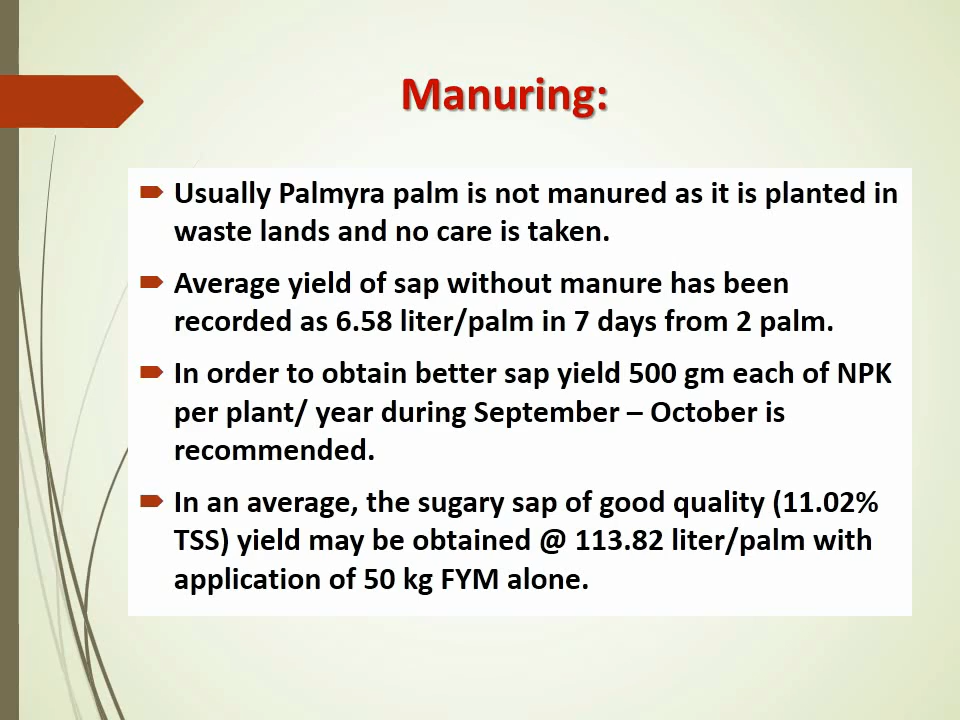 Manuring:
Usually Palmyra palm is not manured as it is planted in
waste lands and no care is taken.
Average yield of sap without manure has been
recorded as 6.58 liter/palm in 7 days from 2 palm.
In order to obtain better sap yield 500 gm each of NPK
per plant/ year during September – October is
recommended.
In an average, the sugary sap of good quality (11.02%
TSS) yield may be obtained @ 113.82 liter/palm with
application of 50 kg FYM alone.